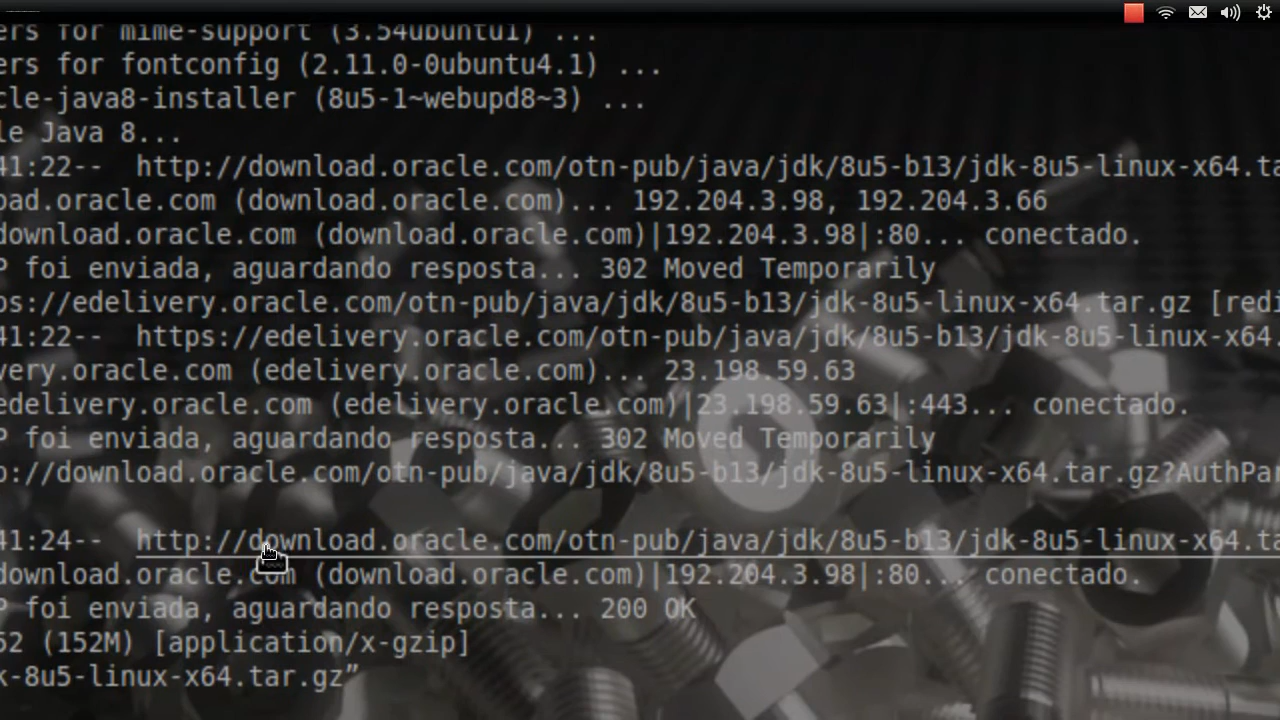 ers for mime-support (3.54ubuntu1) ...
ers for fontconfig (2.11.0-0ubuntu4.1) ...
cle-java8-installer (8u5-1~webupd8~3) ...
le Java 8...
41:22--  http://download.oracle.com/otn-pub/java/jdk/8u5-b13/jdk-8u5-linux-x64.ta
oad.oracle.com (download.oracle.com)... 192.204.3.98, 192.204.3.66
download.oracle.com (download.oracle.com)|192.204.3.98|:80... conectado.
P foi enviada, aguardando resposta... 302 Moved Temporarily
ps://edelivery.oracle.com/otn-pub/java/jdk/8u5-b13/jdk-8u5-linux-x64.tar.gz [redi
41:22--  https://edelivery.oracle.com/otn-pub/java/jdk/8u5-b13/jdk-8u5-linux-x64.
very.oracle.com (edelivery.oracle.com)... 23.198.59.63
edelivery.oracle.com (edelivery.oracle.com)|23.198.59.63|:443... conectado.
P foi enviada, aguardando resposta... 302 Moved Temporarily
p://download.oracle.com/otn-pub/java/jdk/8u5-b13/jdk-8u5-linux-x64.tar.gz?AuthPar
41:24--  http://download.oracle.com/otn-pub/java/jdk/8u5-b13/jdk-8u5-linux-x64.ta
download.oracle.com (download.oracle.com)|192.204.3.98|:80... conectado.
P foi enviada, aguardando resposta... 200 OK
52 (152M) [application/x-gzip]
k-8u5-linux-x64.tar.gz”